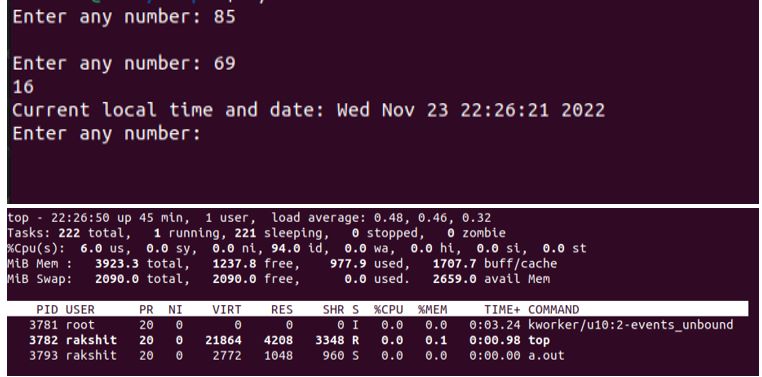 Enter any number: 85
Enter any number: 69
16
Current local time and date: Wed Nov 23 22:26:21 2022
Enter any number:
top - 22:26:50 up 45 min,  1 user,  load average: 0.48, 0.46, 0.32
Tasks: 222 total,   1 running, 221 sleeping,   0 stopped,   0 zombie
%Cpu(s):  6.0 us,  0.0 sy,  0.0 ni, 94.0 id,  0.0 wa,  0.0 hi,  0.0 si,  0.0 st
MiB Mem :   3923.3 total,   1237.8 free,    977.9 used,   1707.7 buff/cache
MiB Swap:   2090.0 total,   2090.0 free,      0.0 used.   2659.0 avail Mem
PID USER      PR  NI    VIRT    RES    SHR S  %CPU  %MEM     TIME+ COMMAND
3781 root      20   0       0      0      0 I   0.0   0.0   0:03.24 kworker/u10:2-events_unbound
3782 rakshit   20   0   21864   4208   3348 R   0.0   0.1   0:00.98 top
3793 rakshit   20   0    2772   1048    960 S   0.0   0.0   0:00.00 a.out